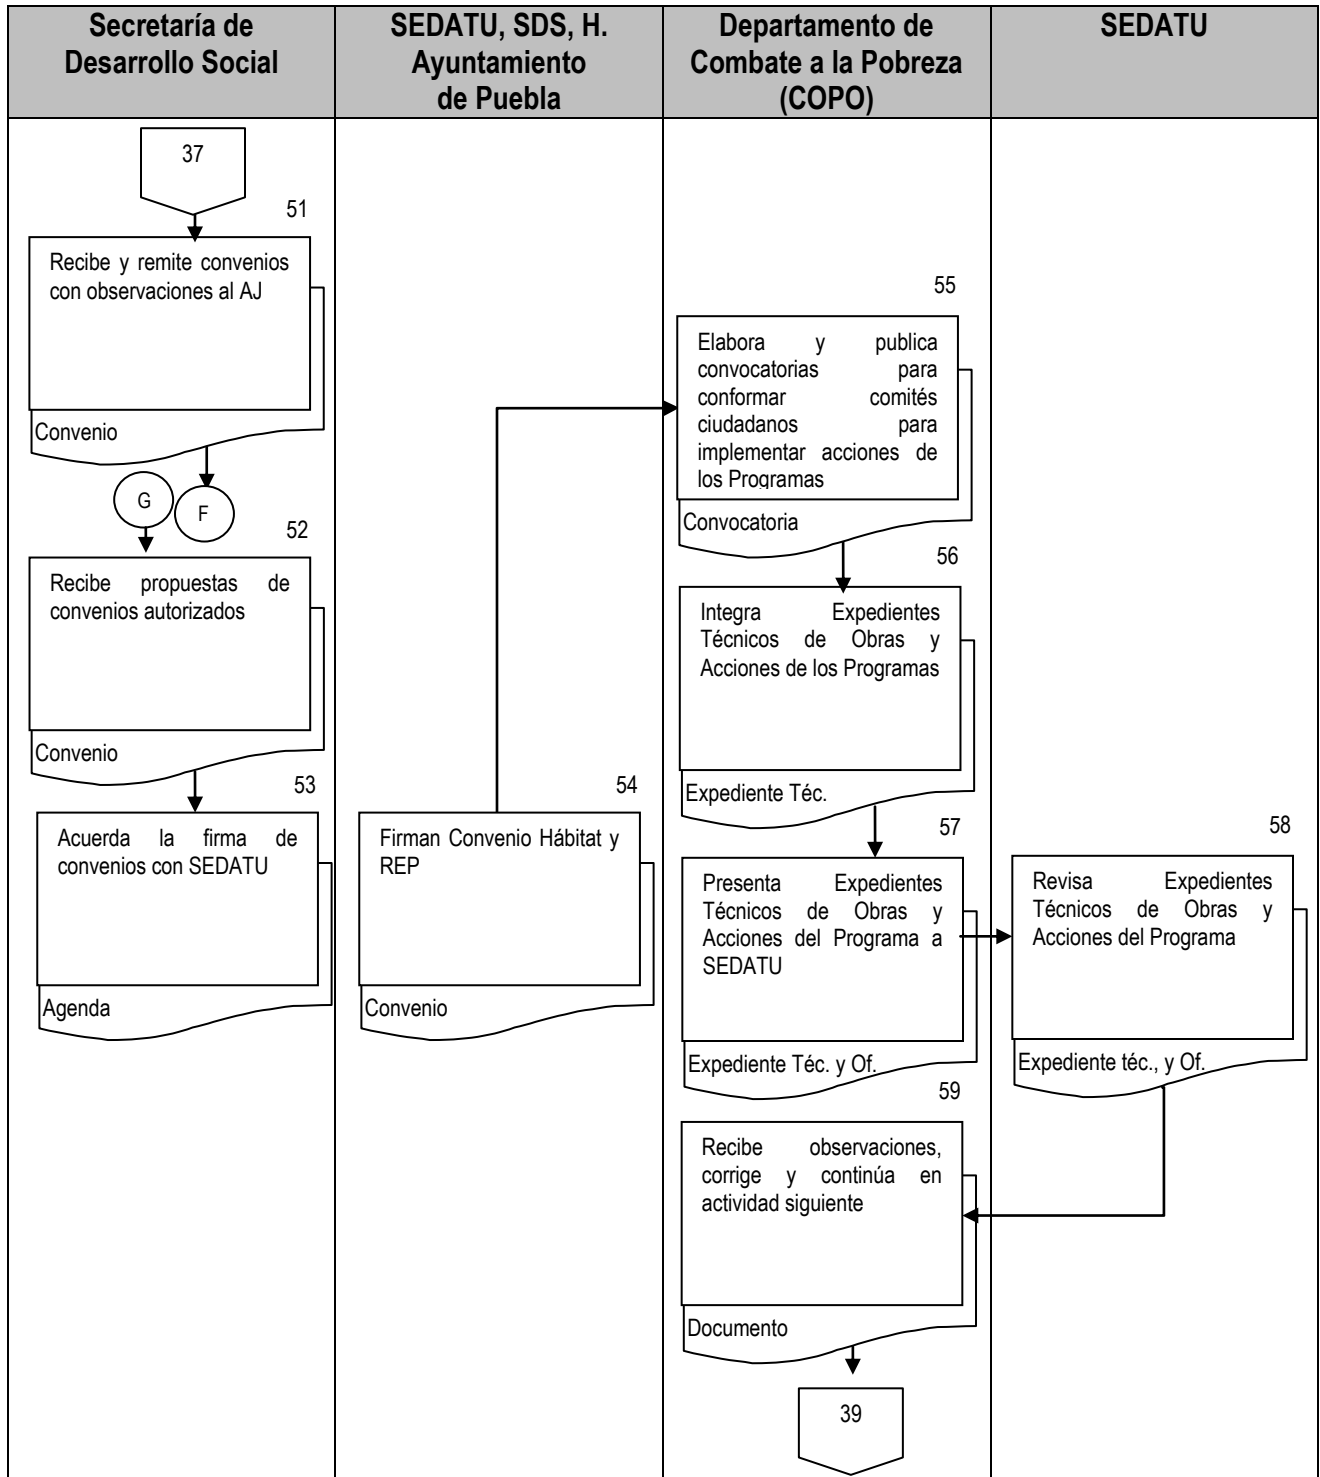 Secretaría de
Desarrollo Social
SEDATU, SDS, H.
Ayuntamiento
de Puebla
Departamento de
Combate a la Pobreza
(COPO)
SEDATU
37
51
Recibe y remite convenios
con observaciones al AJ
Convenio
G
F
52
Recibe propuestas de
convenios autorizados
Convenio
53
Acuerda la firma de
convenios con SEDATU
Agenda
54
Firman Convenio Hábitat y
REP
Convenio
55
Elabora y publica
convocatorias para
conformar comités
ciudadanos para
implementar acciones de
los Programas
Convocatoria
56
Integra Expedientes
Técnicos de Obras y
Acciones de los Programas
Expediente Téc.
57
Presenta Expedientes
Técnicos de Obras y
Acciones del Programa a
SEDATU
Expediente Téc. y Of.
58
Revisa Expedientes
Técnicos de Obras y
Acciones del Programa
Expediente téc., y Of.
59
Recibe observaciones,
corrige y continúa en
actividad siguiente
Documento
39